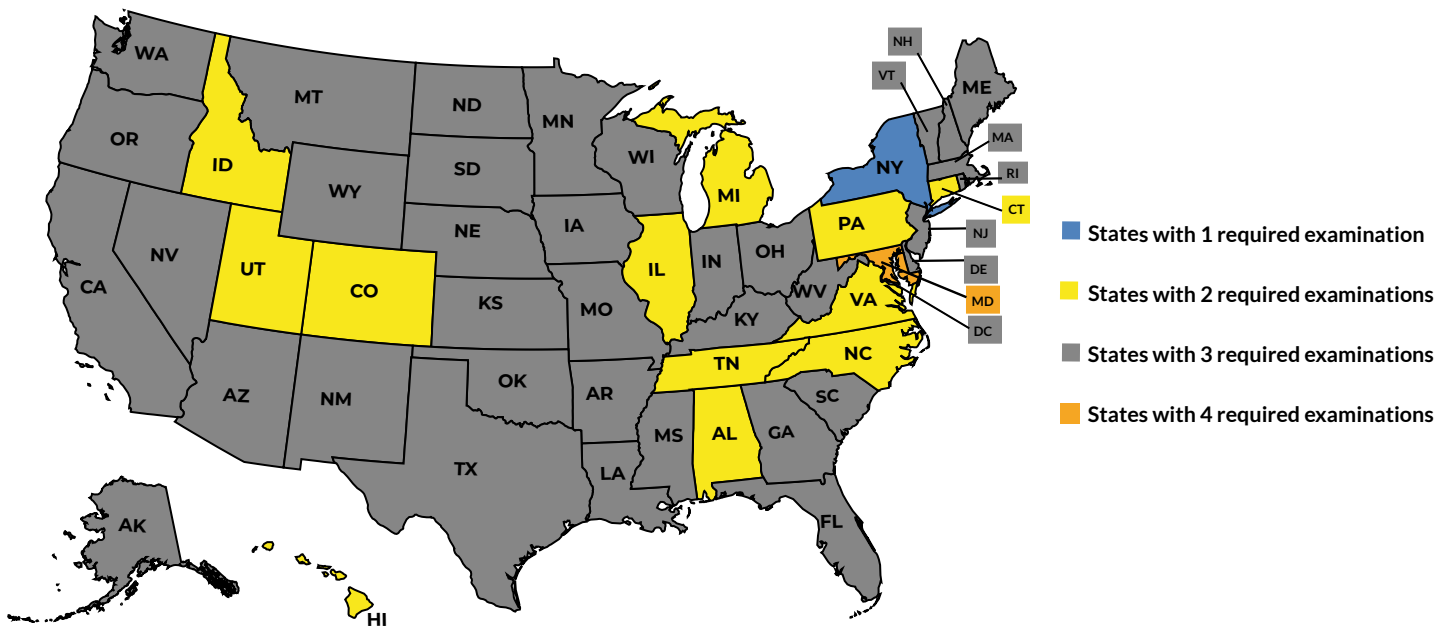 WA
MT
ND
MN
OR
ID
SD
WI
WY
MI
NY
NH
VT
ME
MA
RI
CT
NJ
DE
MD
DC
NV
CA
UT
CO
NE
IA
IL
IN
OH
PA
WV
VA
KS
MO
KY
TN
NC
AZ
NM
OK
AR
SC
MS
AL
GA
TX
LA
FL
AK
HI
States with 1 required examination
States with 2 required examinations
States with 3 required examinations
States with 4 required examinations